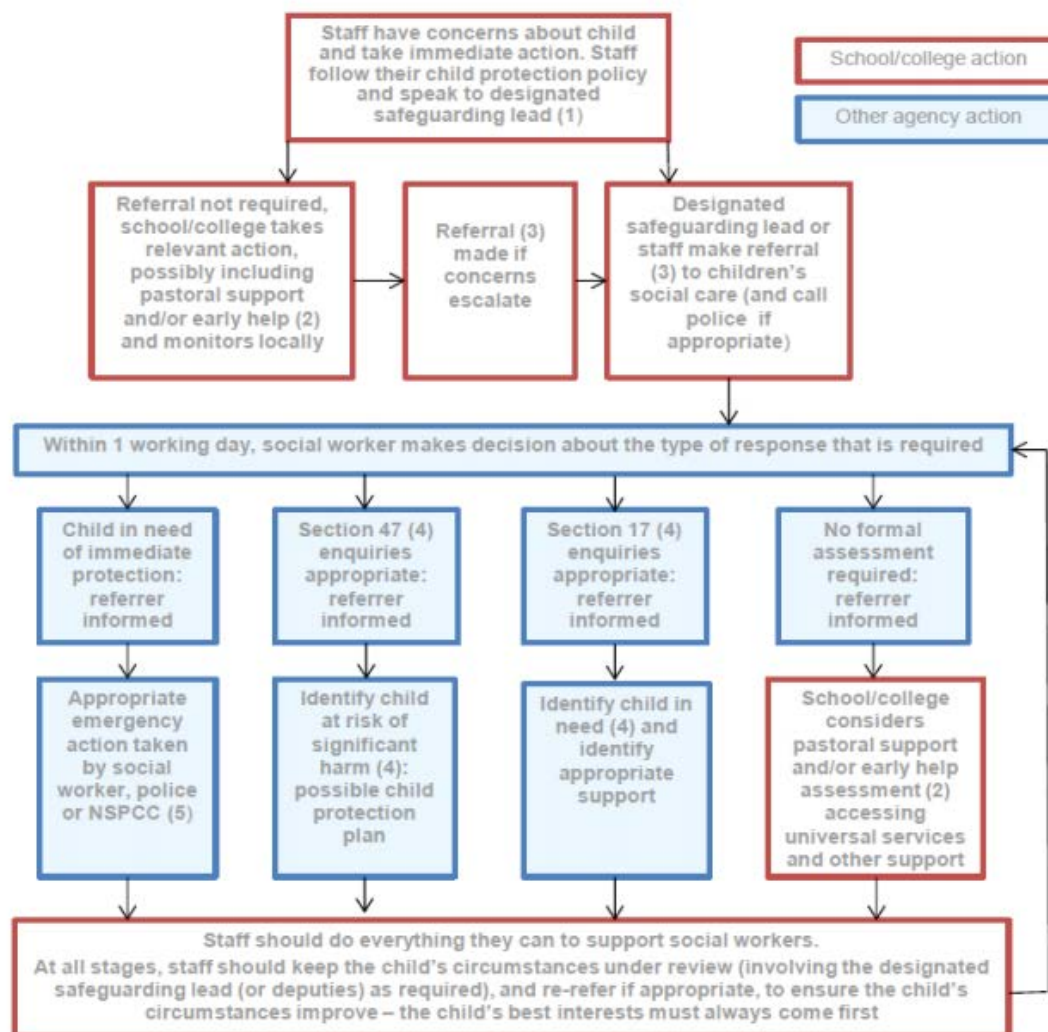 Staff have concerns about child
and take immediate action. Staff
follow their child protection policy
and speak to designated
safeguarding lead (1)
School/college action
Other agency action
Referral not required,
school/college takes
relevant action,
possibly including
pastoral support
and/or early help (2)
and monitors locally
Referral (3)
made if
concerns
escalate
Designated
safeguarding lead or
staff make referral
(3) to children's
social care (and call
police if
appropriate)
Within 1 working day, social worker makes decision about the type of response that is required
Child in need
of immediate
protection:
referrer
informed
Section 47 (4)
enquiries
appropriate:
referrer
informed
Section 17 (4)
enquiries
appropriate:
referrer
informed
No formal
assessment
required:
referrer
informed
Appropriate
emergency
action taken
by social
worker, police
or NSPCC (5)
Identify child
at risk of
significant
harm (4):
possible child
protection
plan
Identify child in
need (4) and
identify
appropriate
support
School/college
considers
pastoral support
and/or early help
assessment (2)
accessing
universal services
and other support
Staff should do everything they can to support social workers.
At all stages, staff should keep the child's circumstances under review (involving the designated
safeguarding lead (or deputies) as required), and re-refer if appropriate, to ensure the child's
circumstances improve – the child's best interests must always come first